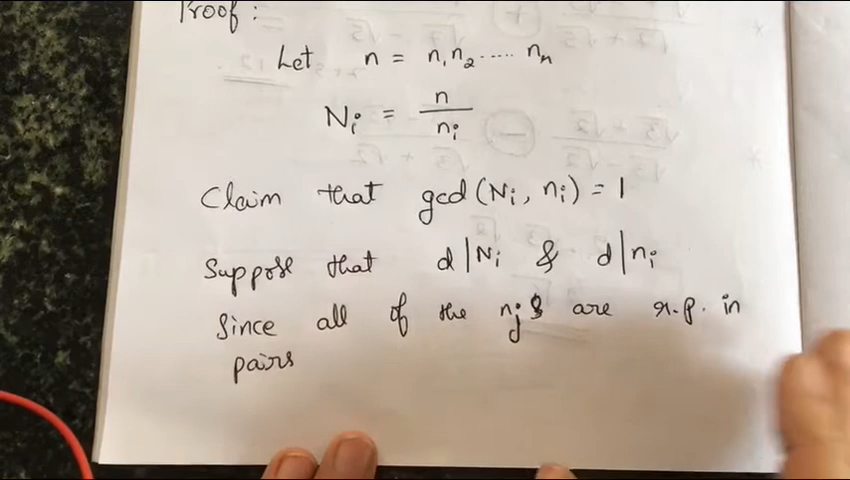 Proof :
Let n = n₁n₂ ..... nₙ
Nᵢ = n / nᵢ
Claim that gcd (Nᵢ, nᵢ) = 1
Suppose that d | Nᵢ & d | nᵢ
Since all of the nⱼs are r.p. in
pairs